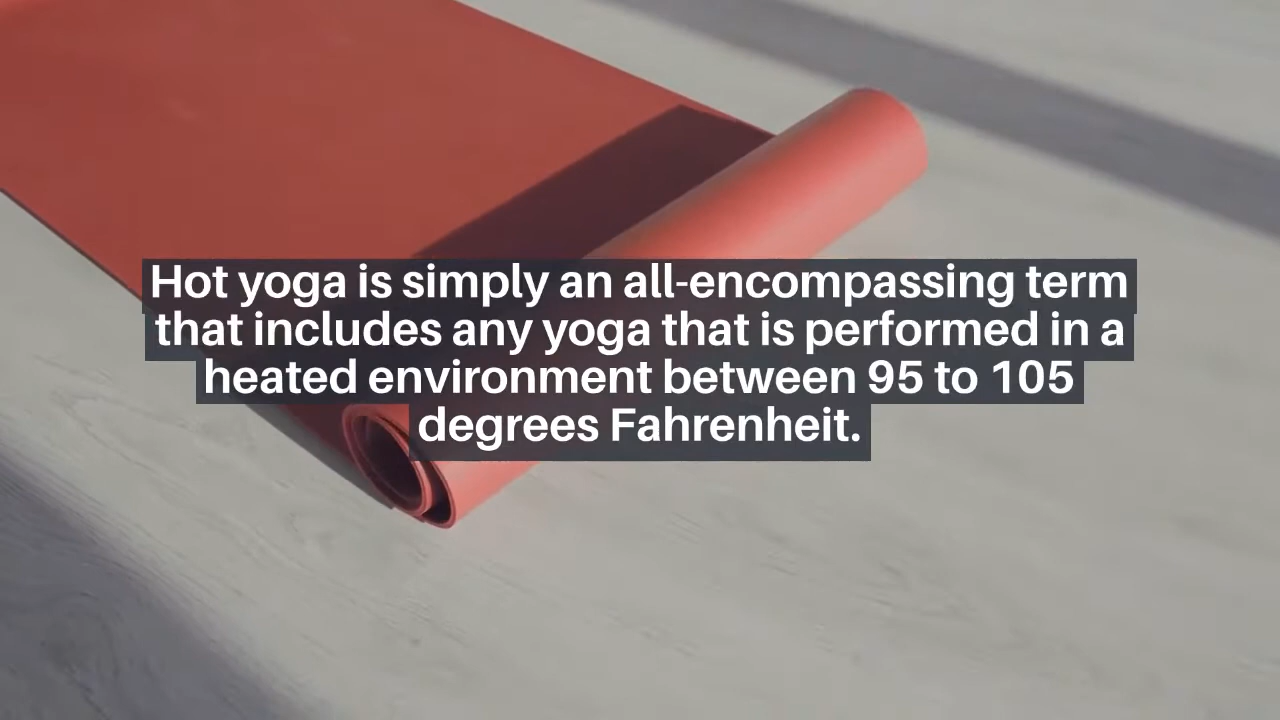 Hot yoga is simply an all-encompassing term
that includes any yoga that is performed in a
heated environment between 95 to 105
degrees Fahrenheit.